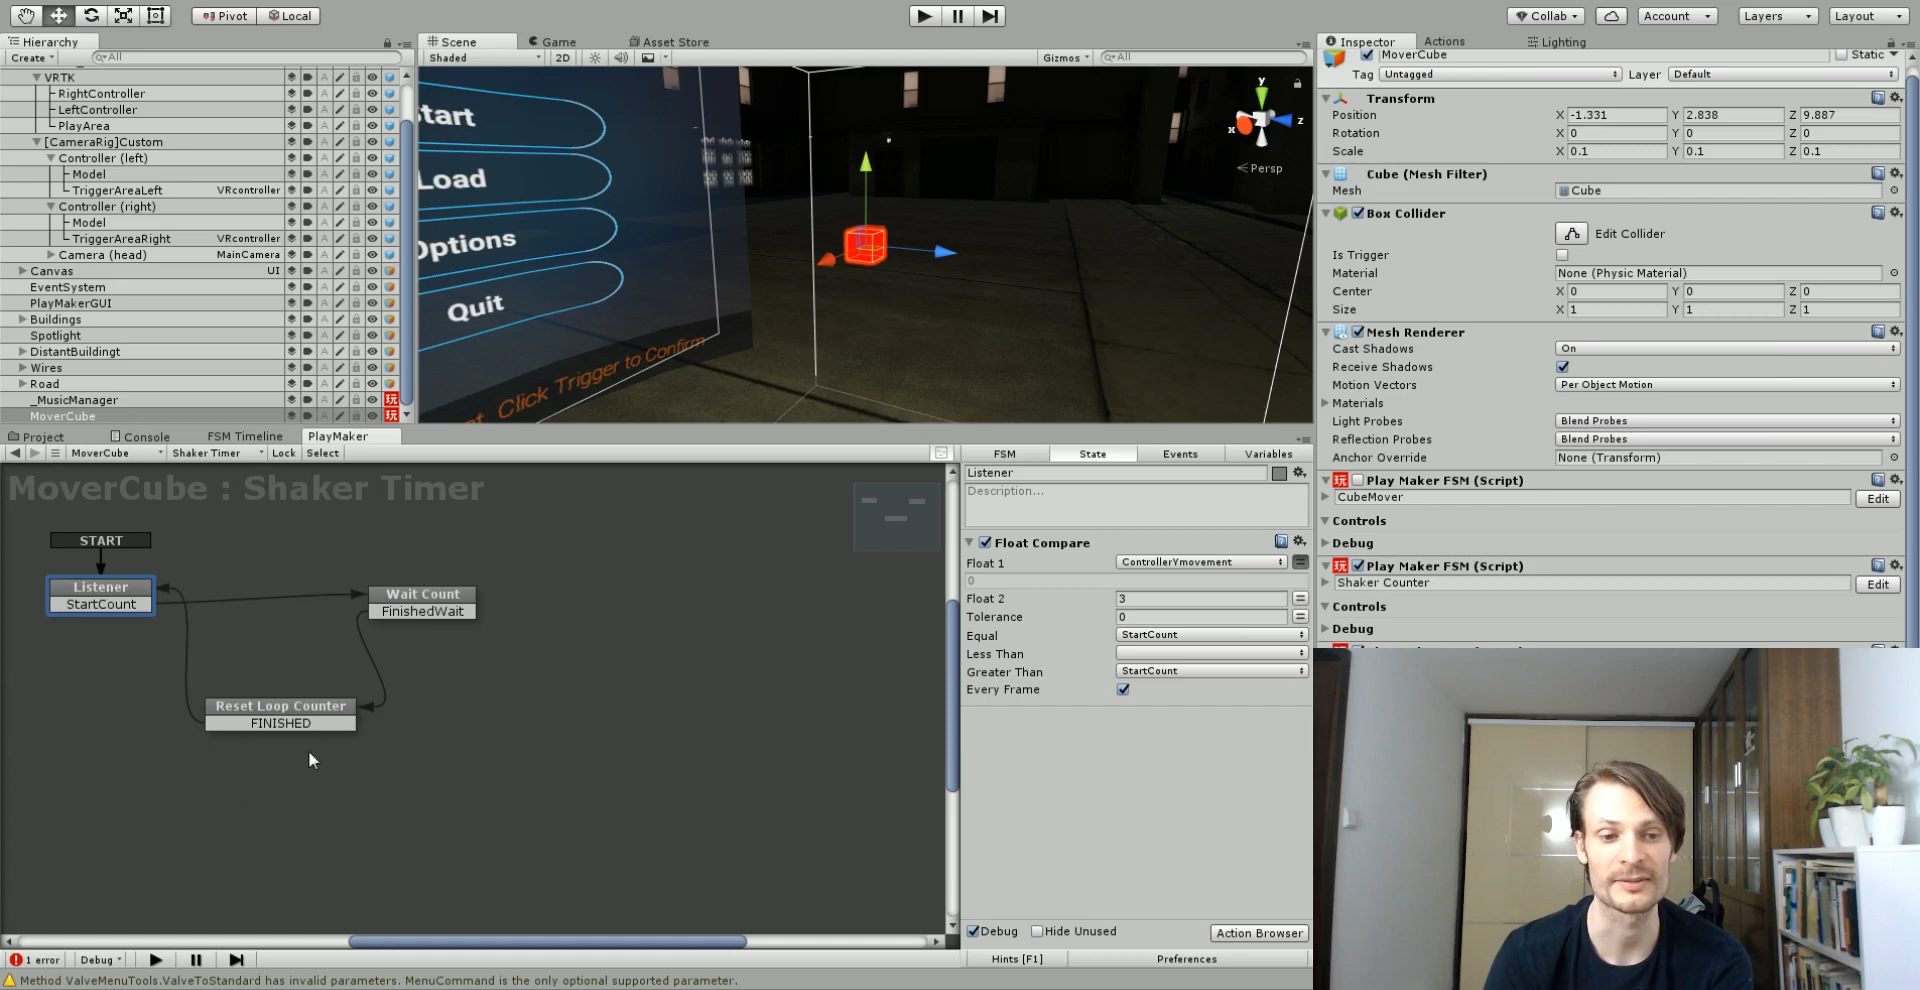 Pivot Local Collab Account Layers Layout
Hierarchy
Create All
VRTK
RightController
LeftController
PlayArea
[CameraRig]Custom
Controller (left)
Model
TriggerAreaLeft VRcontroller
Controller (right)
Model
TriggerAreaRight VRcontroller
Camera (head) MainCamera
Canvas UI
EventSystem
PlayMakerGUI
Buildings
Spotlight
DistantBuildingt
Wires
Road
_MusicManager 玩
MoverCube 玩
Scene Game Asset Store
Shaded 2D Gizmos All
Start
Load
Options
Quit
Click Trigger to Confirm
y
x z
Persp
Project Console FSM Timeline PlayMaker
MoverCube Shaker Timer Lock Select
MoverCube : Shaker Timer
START
Listener
StartCount
Wait Count
FinishedWait
Reset Loop Counter
FINISHED
FSM State Events Variables
Listener
Description...
Float Compare
Float 1 ControllerYmovement
0
Float 2 3
Tolerance 0
Equal StartCount
Less Than
Greater Than StartCount
Every Frame
Debug Hide Unused Action Browser
Hints [F1] Preferences
1 error Debug
Method ValveMenuTools.ValveToStandard has invalid parameters. MenuCommand is the only optional supported parameter.
Inspector Actions Lighting
MoverCube Static
Tag Untagged Layer Default
Transform
Position X -1.331 Y 2.838 Z 9.887
Rotation X 0 Y 0 Z 0
Scale X 0.1 Y 0.1 Z 0.1
Cube (Mesh Filter)
Mesh Cube
Box Collider
Edit Collider
Is Trigger
Material None (Physic Material)
Center X 0 Y 0 Z 0
Size X 1 Y 1 Z 1
Mesh Renderer
Cast Shadows On
Receive Shadows
Motion Vectors Per Object Motion
Materials
Light Probes Blend Probes
Reflection Probes Blend Probes
Anchor Override None (Transform)
玩 Play Maker FSM (Script)
CubeMover Edit
Controls
Debug
玩 Play Maker FSM (Script)
Shaker Counter Edit
Controls
Debug